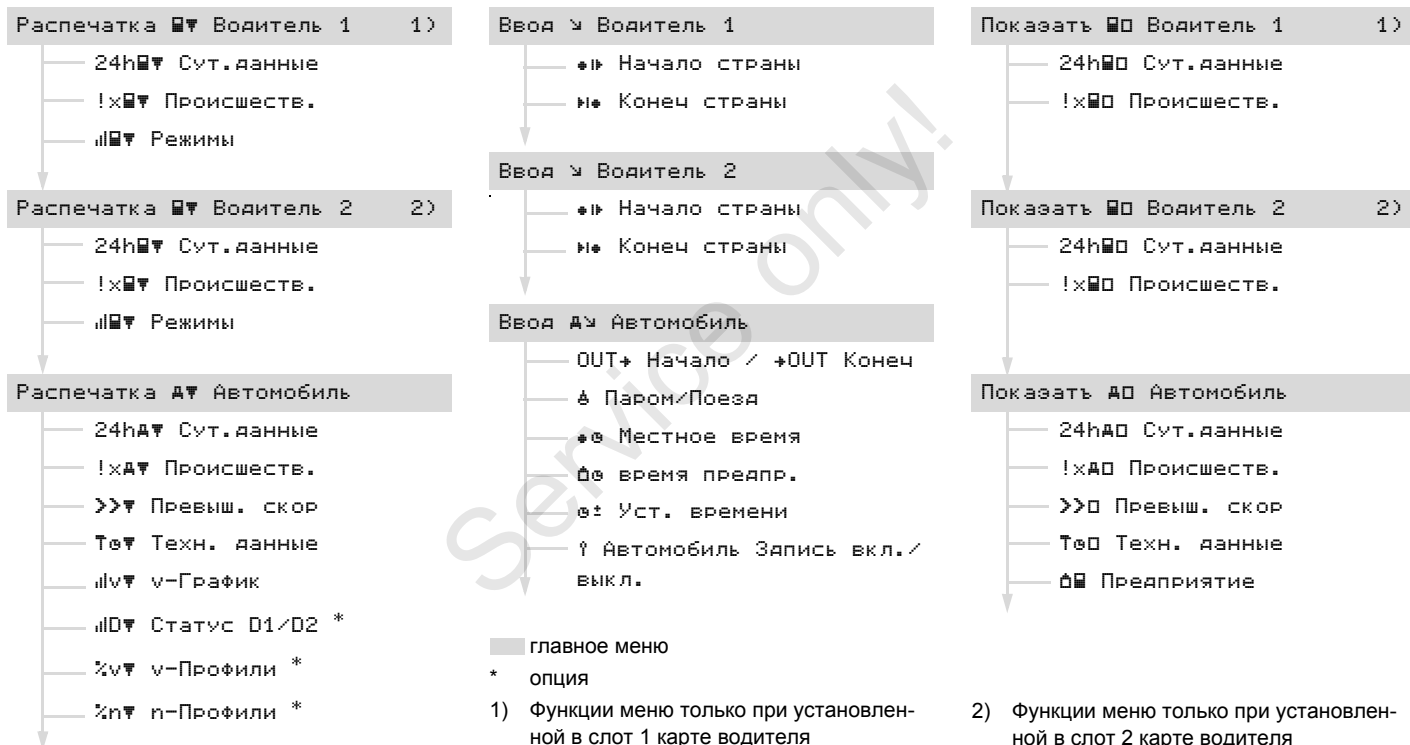 Распечатка Водитель 1 1)
24h Сут.данные
!x Происшеств.
Режимы
Распечатка Водитель 2 2)
24h Сут.данные
!x Происшеств.
Режимы
Распечатка Автомобиль
24h Сут.данные
!x Происшеств.
>> Превыш. скор
Техн. данные
v v-График
D Статус D1/D2 *
%v v-Профили *
%n n-Профили *
Ввод Водитель 1
Начало страны
Конец страны
Ввод Водитель 2
Начало страны
Конец страны
Ввод Автомобиль
OUT→ Начало / →OUT Конец
Паром/Поезд
Местное время
время предпр.
Уст. времени
Автомобиль Запись вкл./
выкл.
главное меню
* опция
1) Функции меню только при установлен-
ной в слот 1 карте водителя
Показать Водитель 1 1)
24h Сут.данные
!x Происшеств.
Показать Водитель 2 2)
24h Сут.данные
!x Происшеств.
Показать Автомобиль
24h Сут.данные
!x Происшеств.
>> Превыш. скор
Техн. данные
Предприятие
2) Функции меню только при установлен-
ной в слот 2 карте водителя
Service only!